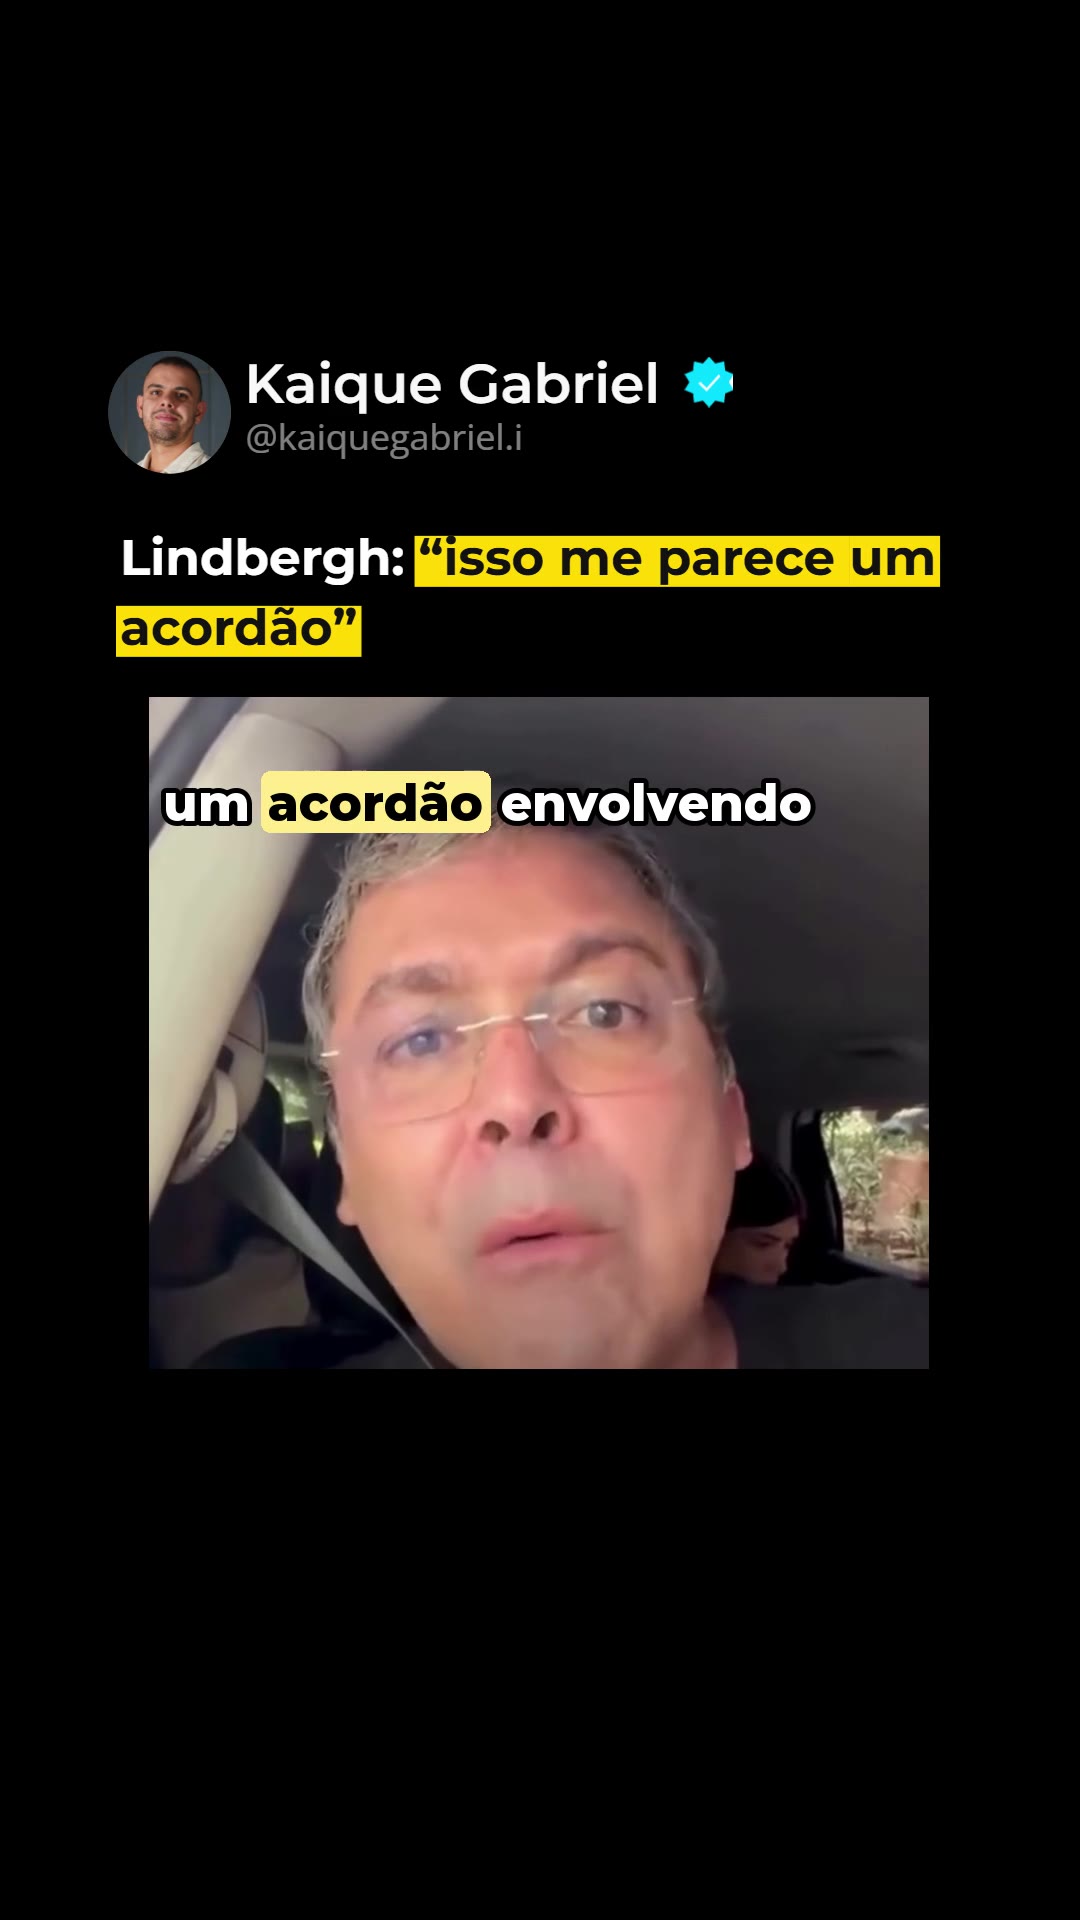 Kaique Gabriel
@kaiquegabriel.i
Lindbergh: “isso me parece um
acordão”
um acordão envolvendo